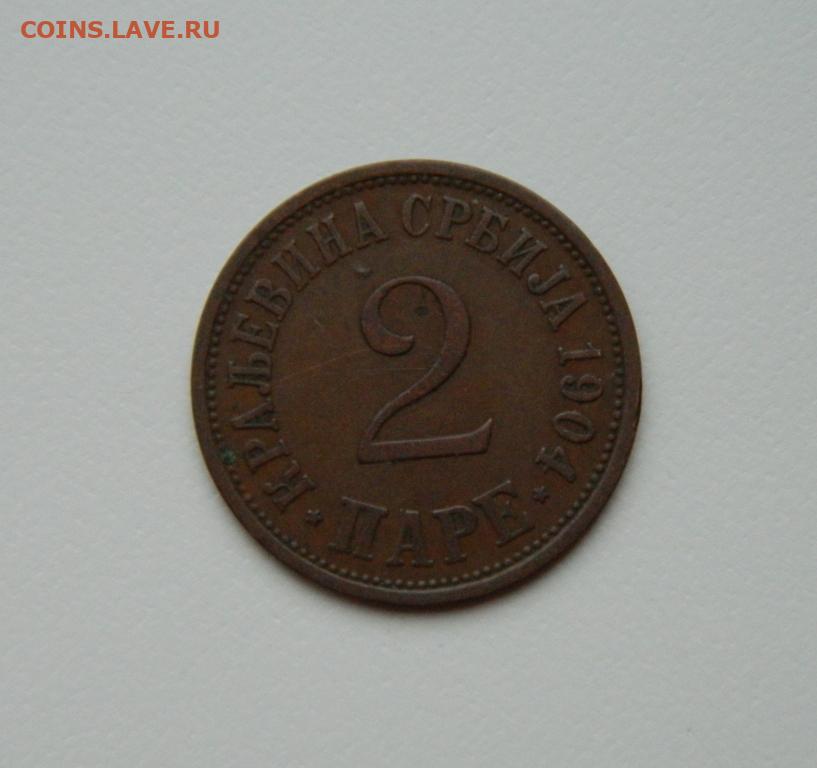 COINS.LAVE.RU
КРАЉЕВИНА СРБИЈА 1904
2
ПАРЕ